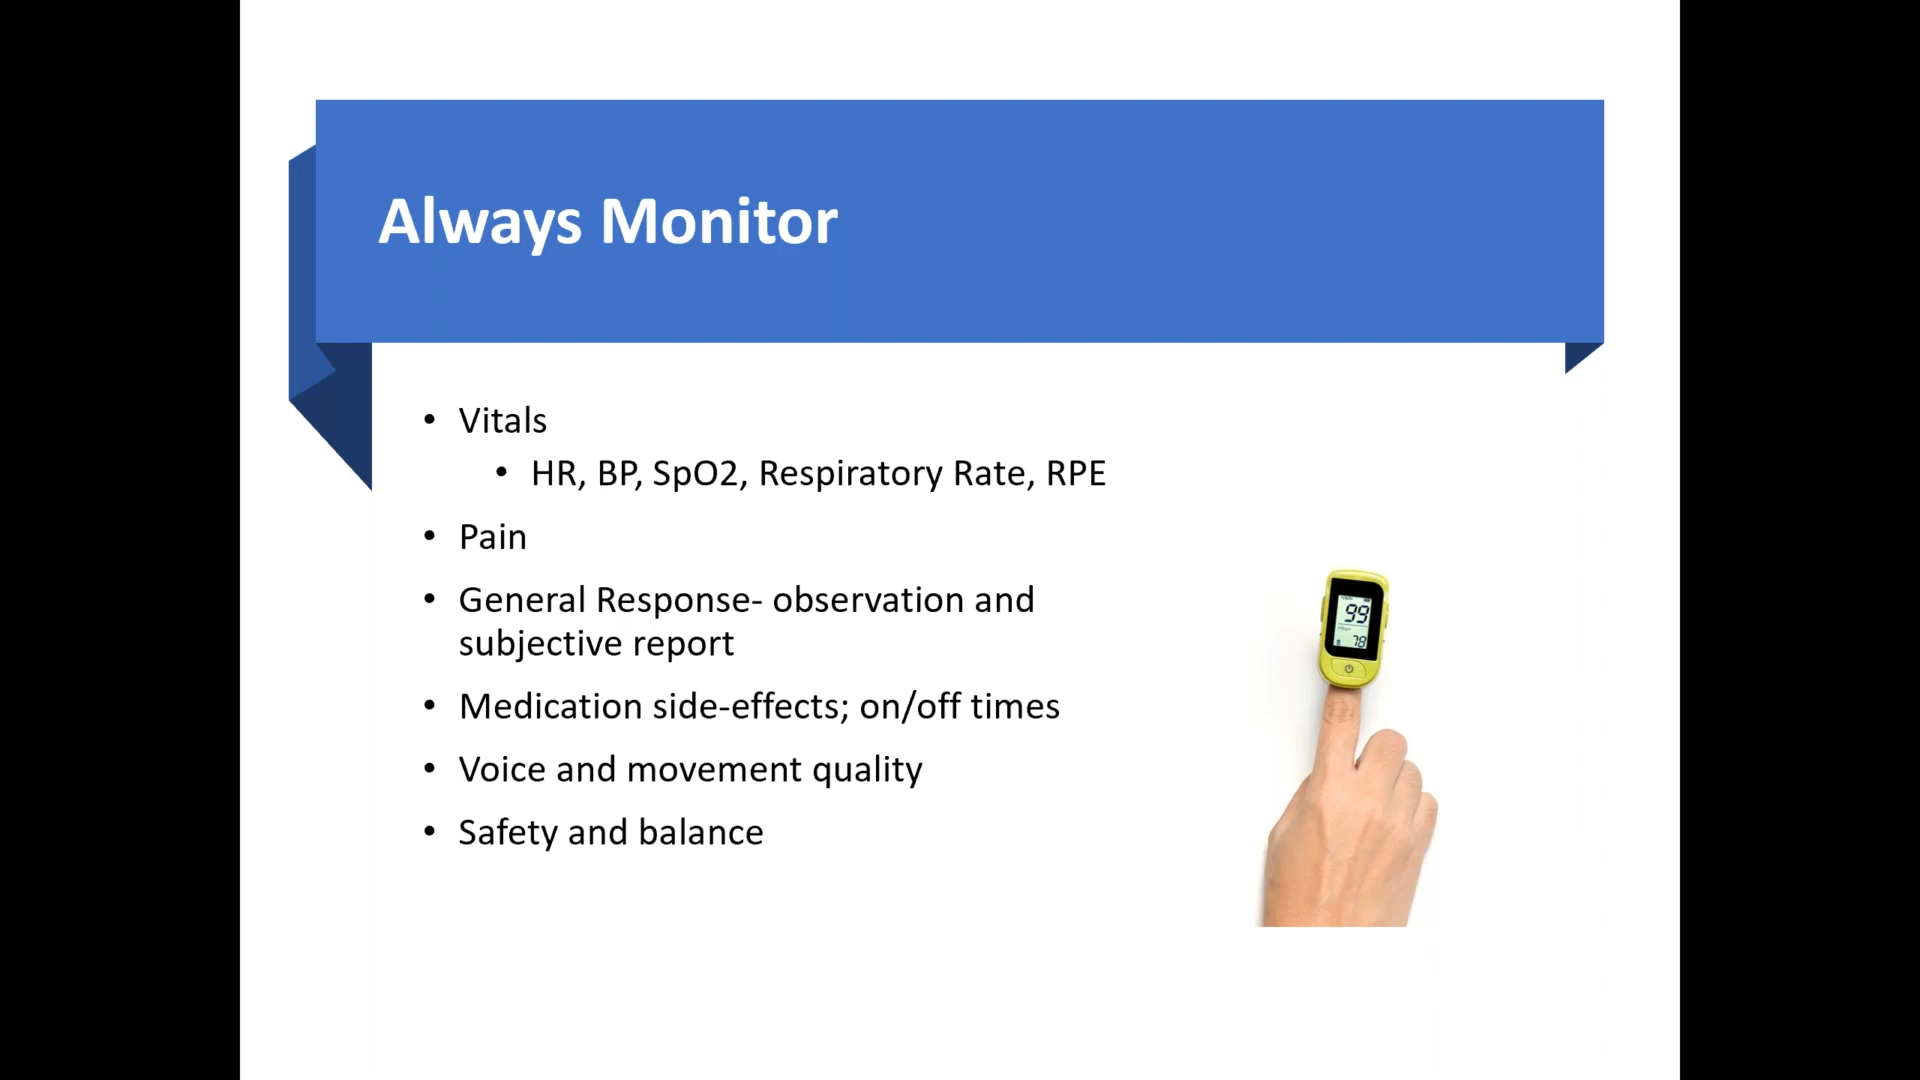 Always Monitor
• Vitals
• HR, BP, SpO2, Respiratory Rate, RPE
• Pain
• General Response- observation and
subjective report
• Medication side-effects; on/off times
• Voice and movement quality
• Safety and balance
99
78